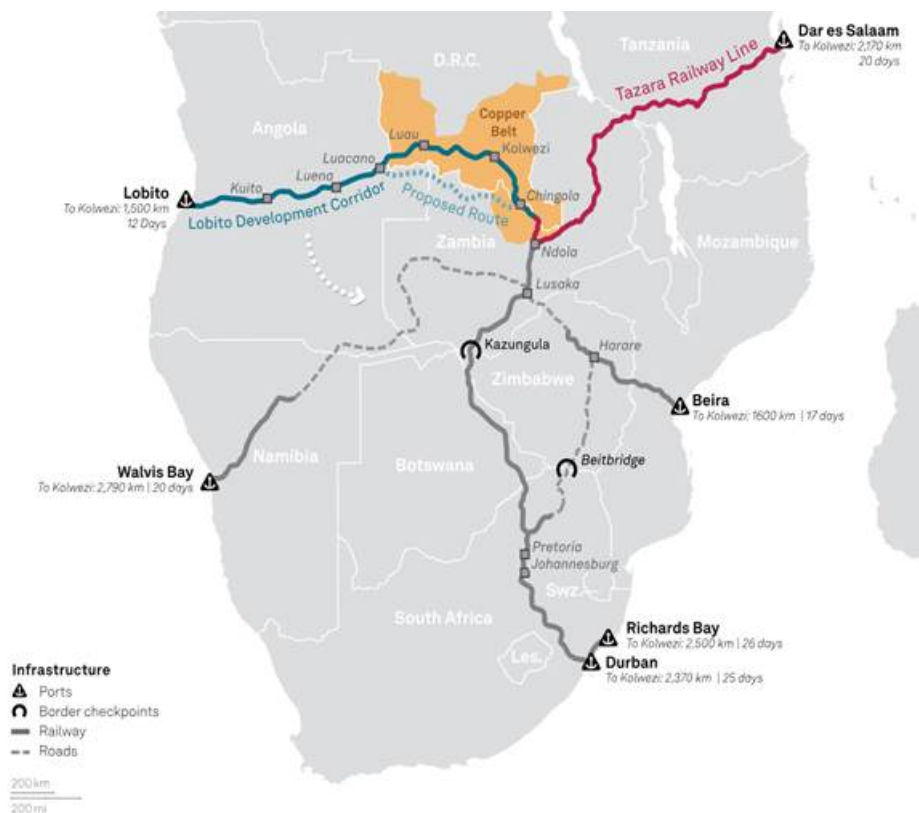 Dar es Salaam
To Kolwezi: 2,170 km
20 days
Tanzania
Tazara Railway Line
D.R.C.
Copper
Belt
Kolwezi
Angola
Luau
Luacano
Luena
Kuito
Lobito
To Kolwezi: 1,500 km
12 Days
Lobito Development Corridor
Proposed Route
Chingola
Zambia
Ndola
Mozambique
Lusaka
Kazungula
Harare
Zimbabwe
Beira
To Kolwezi: 1600 km | 17 days
Beitbridge
Walvis Bay
To Kolwezi: 2,790 km | 20 days
Namibia
Botswana
Pretoria
Johannesburg
Swz.
South Africa
Les.
Richards Bay
To Kolwezi: 2,500 km | 26 days
Durban
To Kolwezi: 2,370 km | 25 days
Infrastructure
Ports
Border checkpoints
Railway
Roads
200 km
200 mi